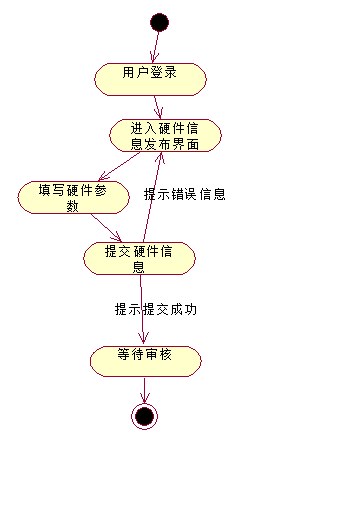 用户登录
进入硬件信
息发布界面
填写硬件参
数
提示错误信息
提交硬件信
息
提示提交成功
等待审核